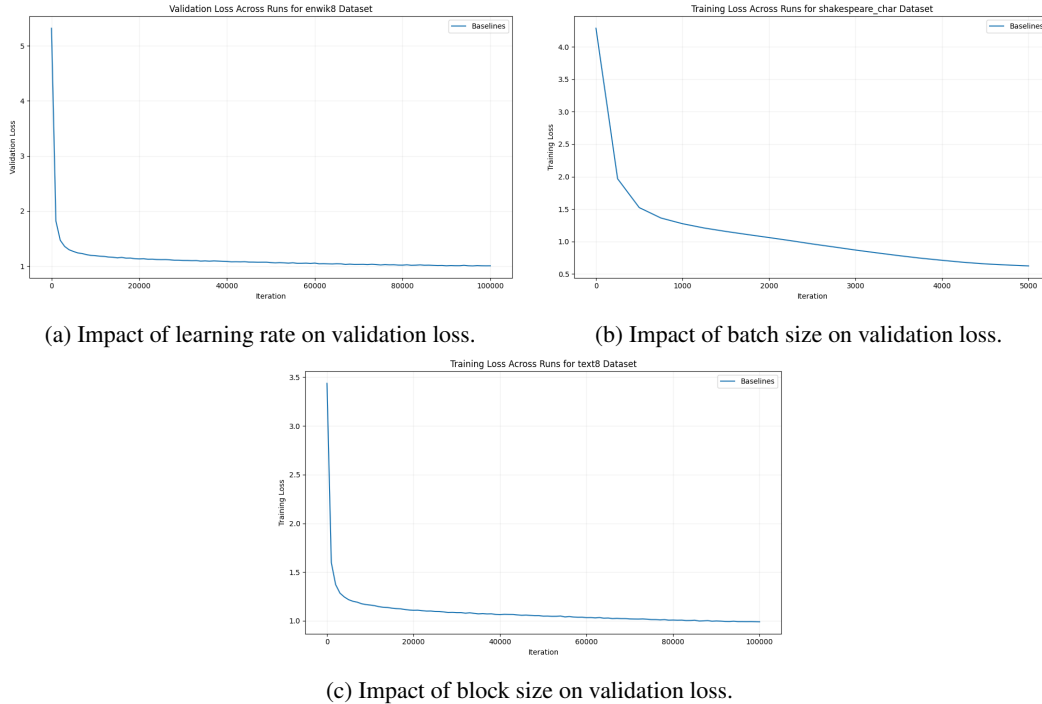 Validation Loss Across Runs for enwik8 Dataset
Baselines
5
4
3
2
1
Validation Loss
0 20000 40000 60000 80000 100000
Iteration
(a) Impact of learning rate on validation loss.
Training Loss Across Runs for shakespeare_char Dataset
Baselines
4.0
3.5
3.0
2.5
2.0
1.5
1.0
0.5
Training Loss
0 1000 2000 3000 4000 5000
Iteration
(b) Impact of batch size on validation loss.
Training Loss Across Runs for text8 Dataset
Baselines
3.5
3.0
2.5
2.0
1.5
1.0
Training Loss
0 20000 40000 60000 80000 100000
Iteration
(c) Impact of block size on validation loss.